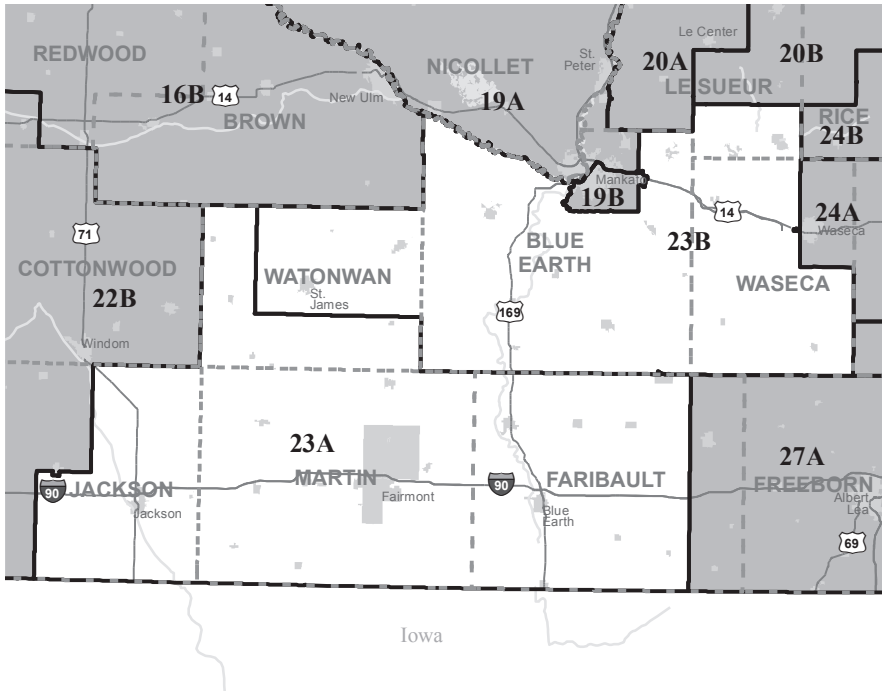 Le Center
REDWOOD
20A
20B
St.
Peter
NICOLLET
LE SUEUR
16B
14
New Ulm
19A
RICE
BROWN
24B
Mankato
19B
14
24A
Waseca
71
BLUE
EARTH
23B
COTTONWOOD
WATONWAN
WASECA
22B
St.
James
169
Windom
23A
27A
MARTIN
FARIBAULT
90
JACKSON
90
FREEBORN
Fairmont
Jackson
Blue
Earth
Albert
Lea
69
Iowa